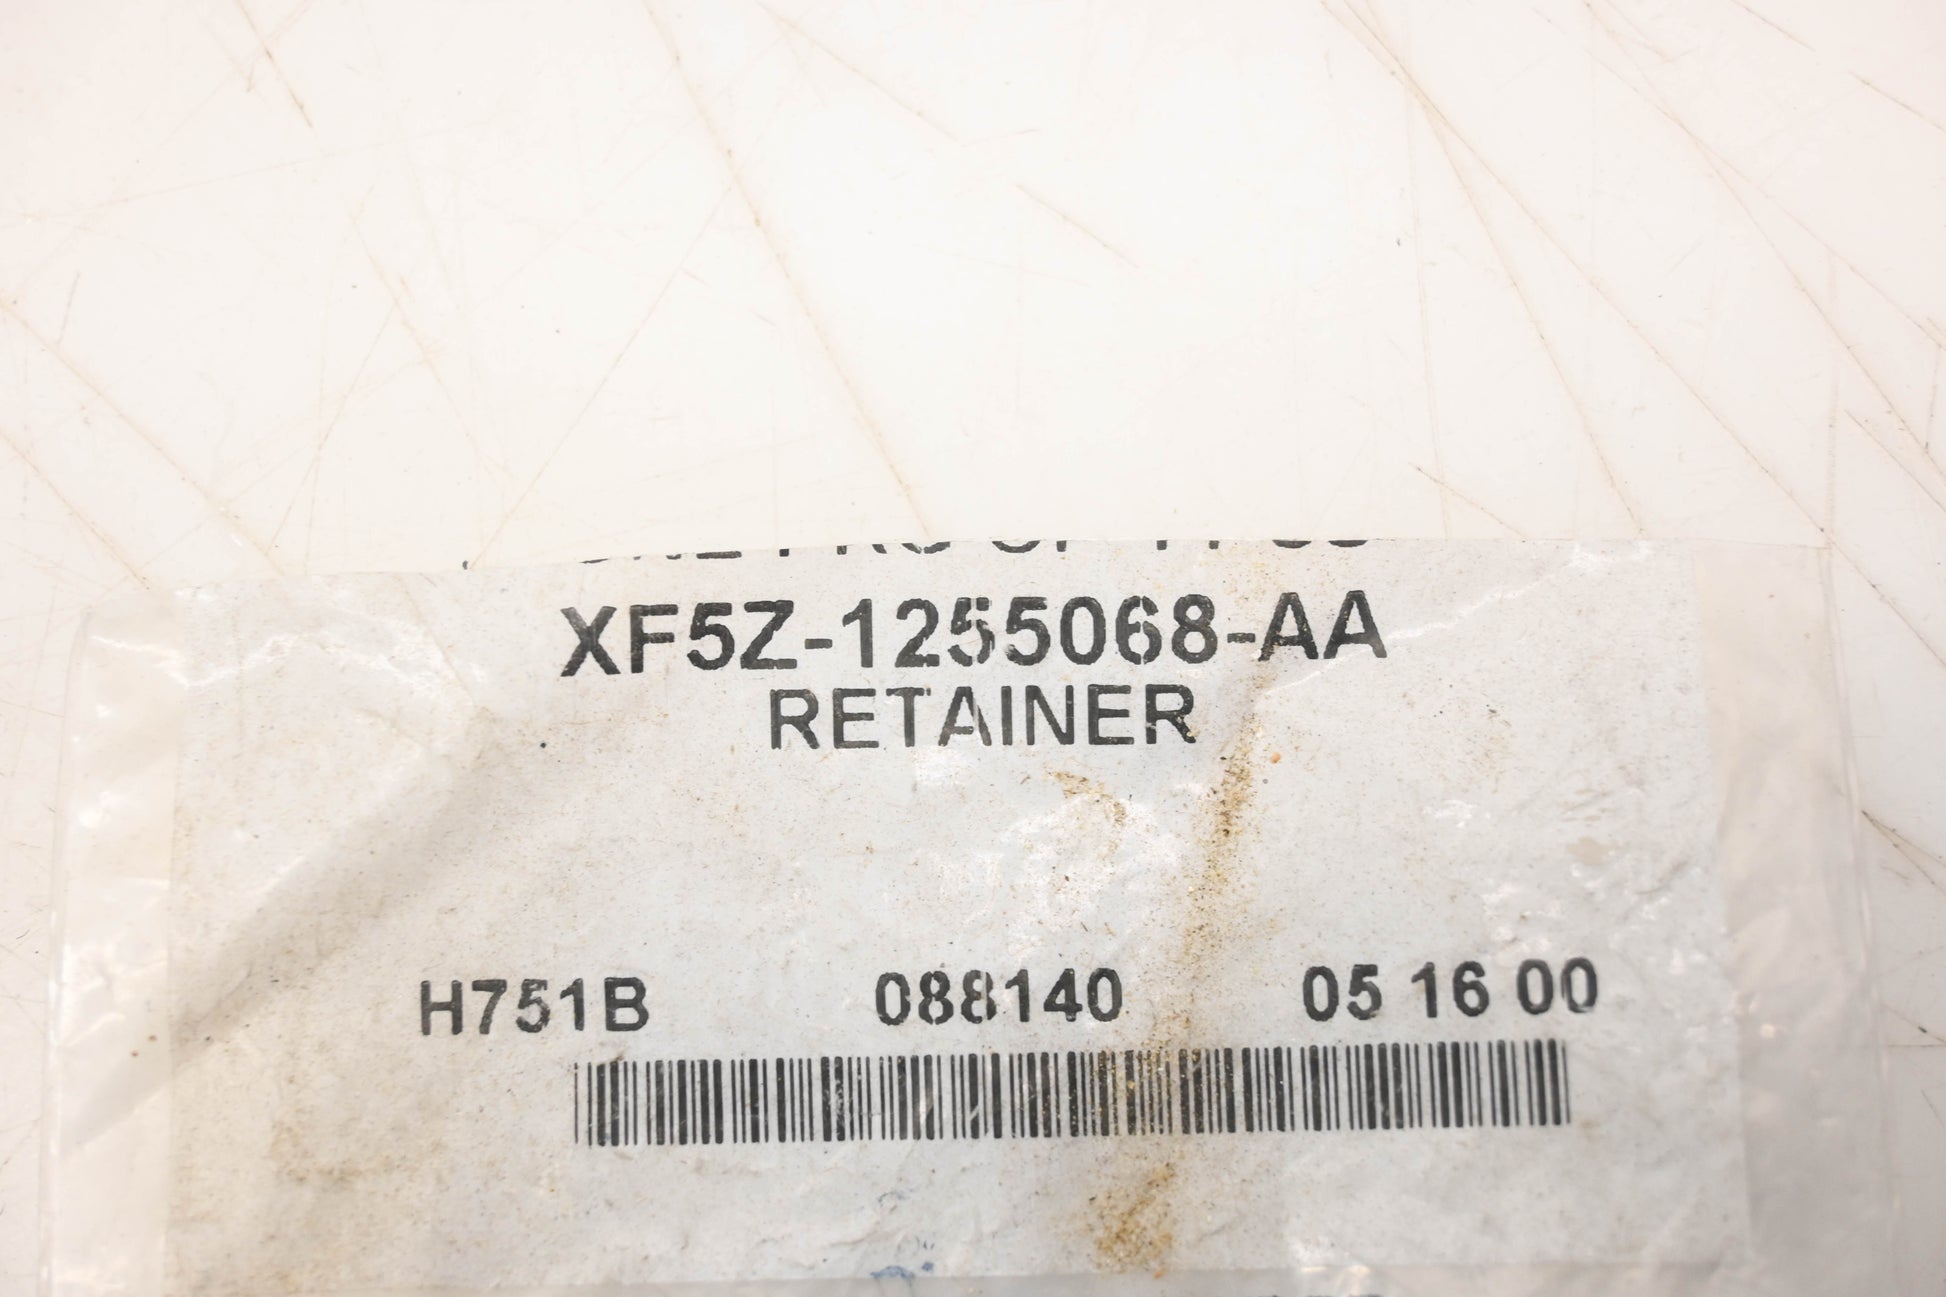 XF5Z-1255068-AA
RETAINER
H751B 088140 05 16 00